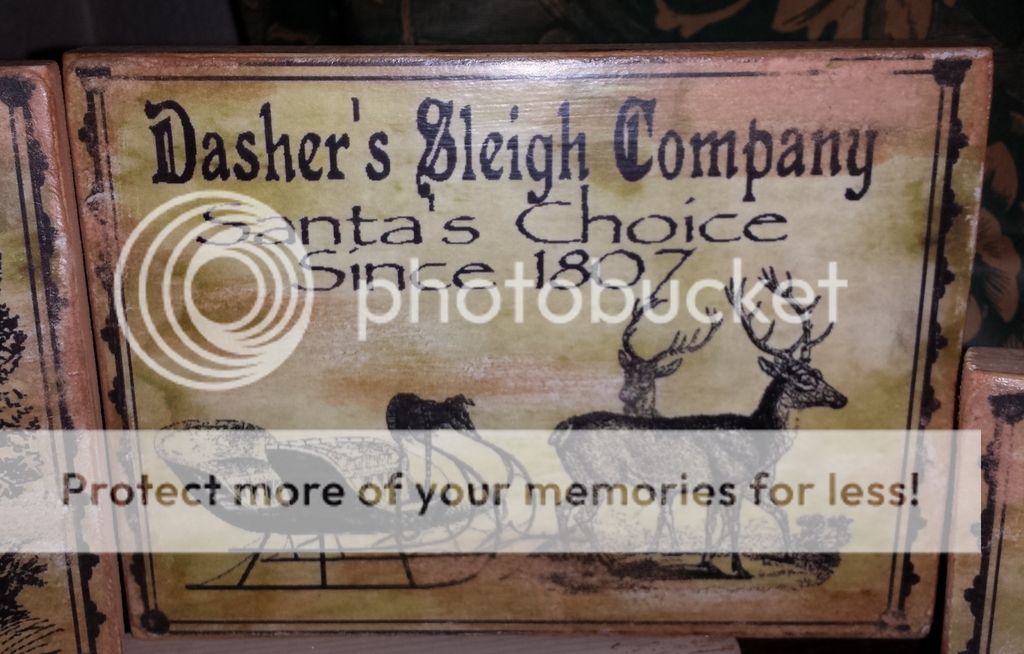 Dasher's Sleigh Company
Santa's Choice
Since 1807
photobucket
Protect more of your memories for less!